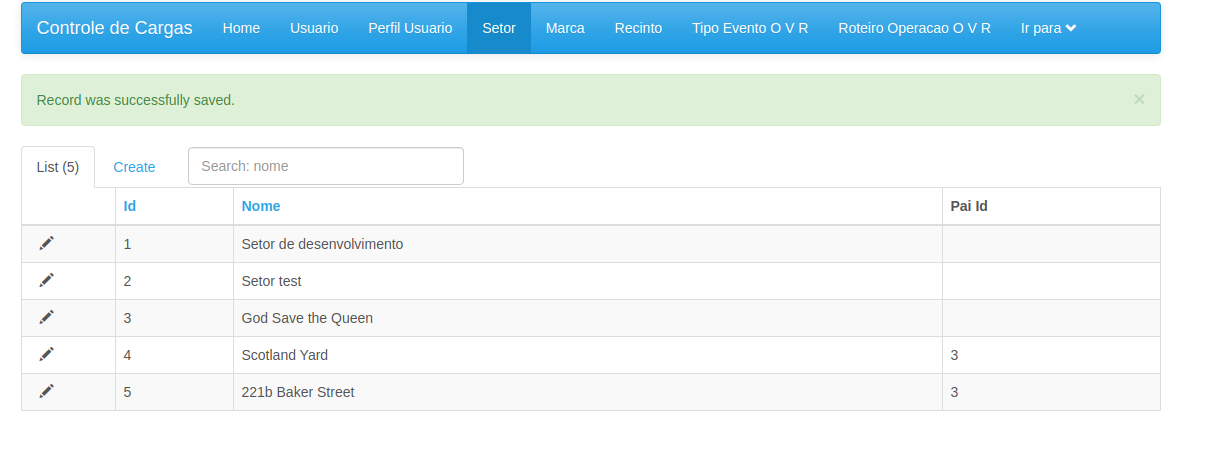 Controle de Cargas Home Usuario Perfil Usuario Setor Marca Recinto Tipo Evento O V R Roteiro Operacao O V R Ir para
Record was successfully saved. ×
List (5) Create Search: nome
Id Nome Pai Id
1 Setor de desenvolvimento
2 Setor test
3 God Save the Queen
4 Scotland Yard 3
5 221b Baker Street 3